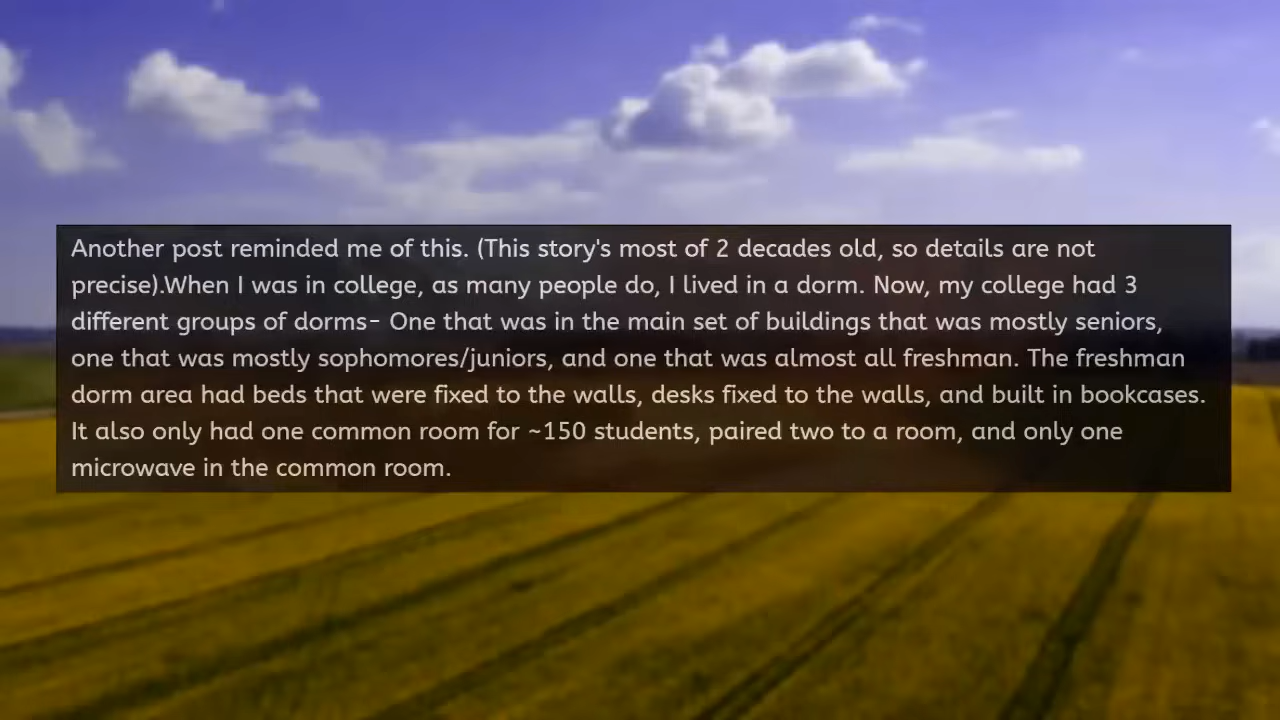 Another post reminded me of this. (This story's most of 2 decades old, so details are not
precise).When I was in college, as many people do, I lived in a dorm. Now, my college had 3
different groups of dorms- One that was in the main set of buildings that was mostly seniors,
one that was mostly sophomores/juniors, and one that was almost all freshman. The freshman
dorm area had beds that were fixed to the walls, desks fixed to the walls, and built in bookcases.
It also only had one common room for ~150 students, paired two to a room, and only one
microwave in the common room.